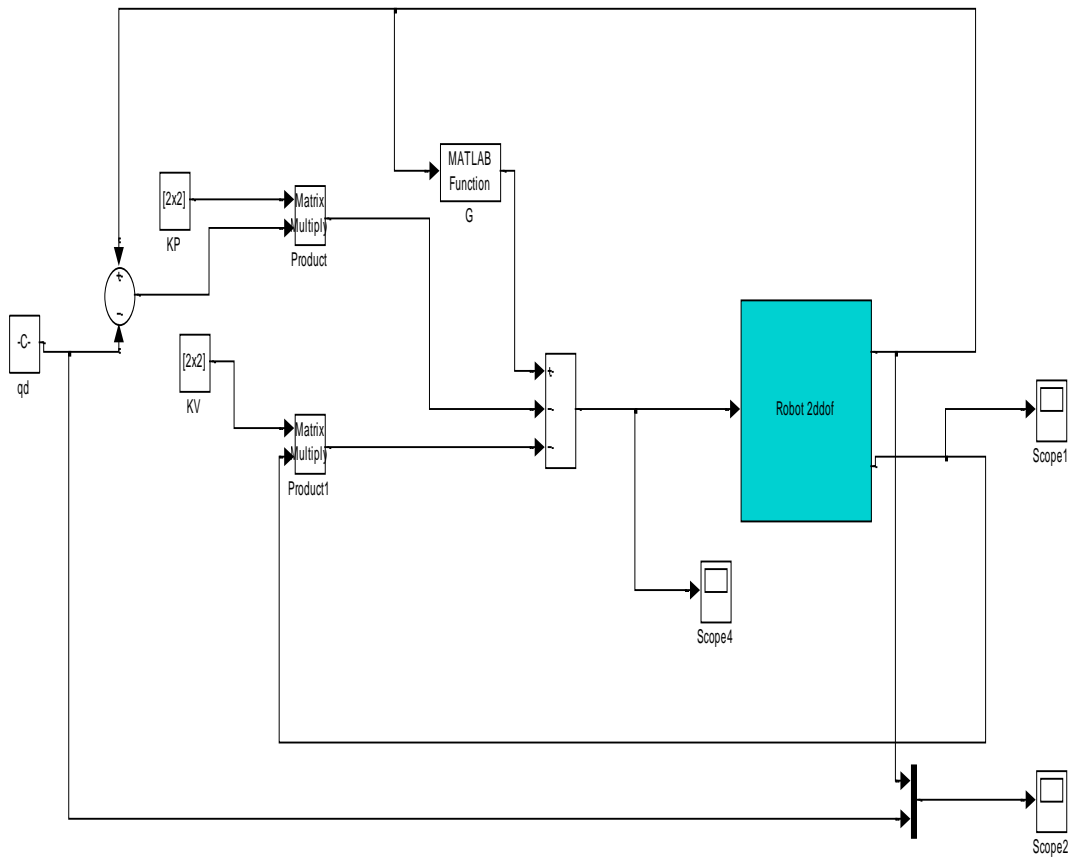 MATLAB
Function
G
[2x2]
KP
Matrix
Multiply
Product
+
-
-C-
qd
[2x2]
KV
Matrix
Multiply
Product1
+
-
-
Robot 2ddof
Scope1
Scope4
Scope2